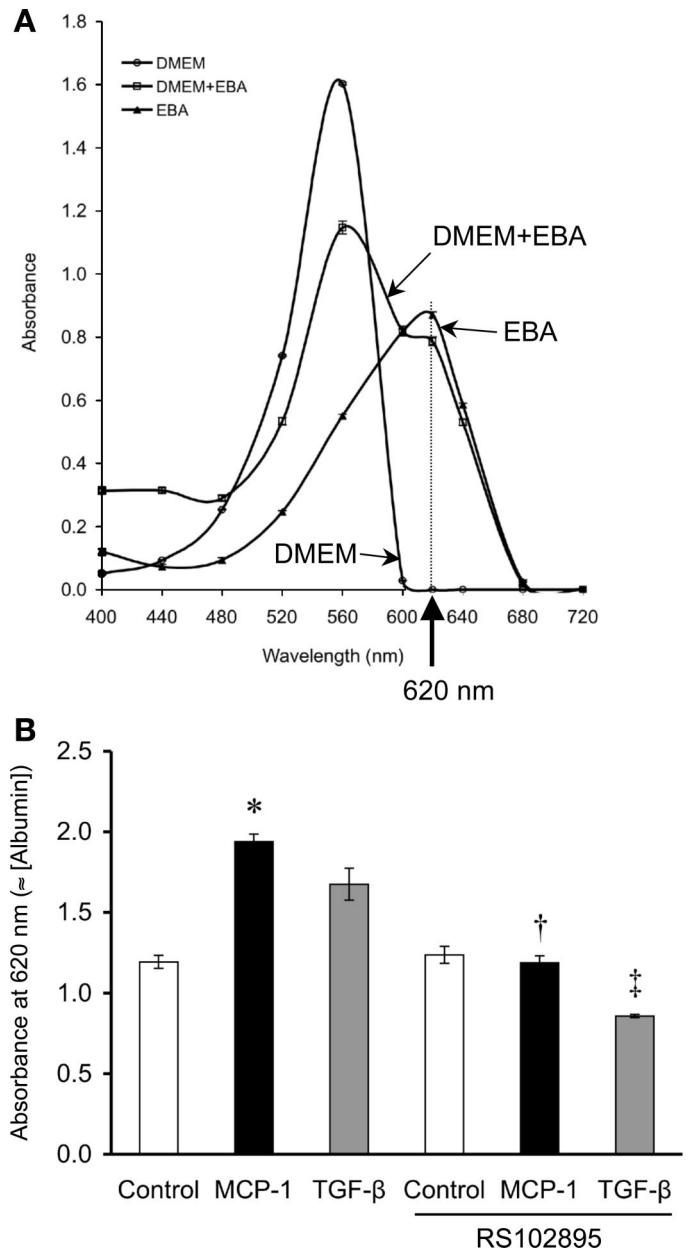 A
1.8
1.6
1.4
1.2
1.0
0.8
0.6
0.4
0.2
0.0
Absorbance
DMEM
DMEM+EBA
EBA
DMEM+EBA
EBA
DMEM
400 440 480 520 560 600 640 680 720
Wavelength (nm)
620 nm
B
2.5
2.0
1.5
1.0
0.5
0.0
Absorbance at 620 nm (≈ [Albumin])
*
†
‡
Control MCP-1 TGF-β Control MCP-1 TGF-β
RS102895